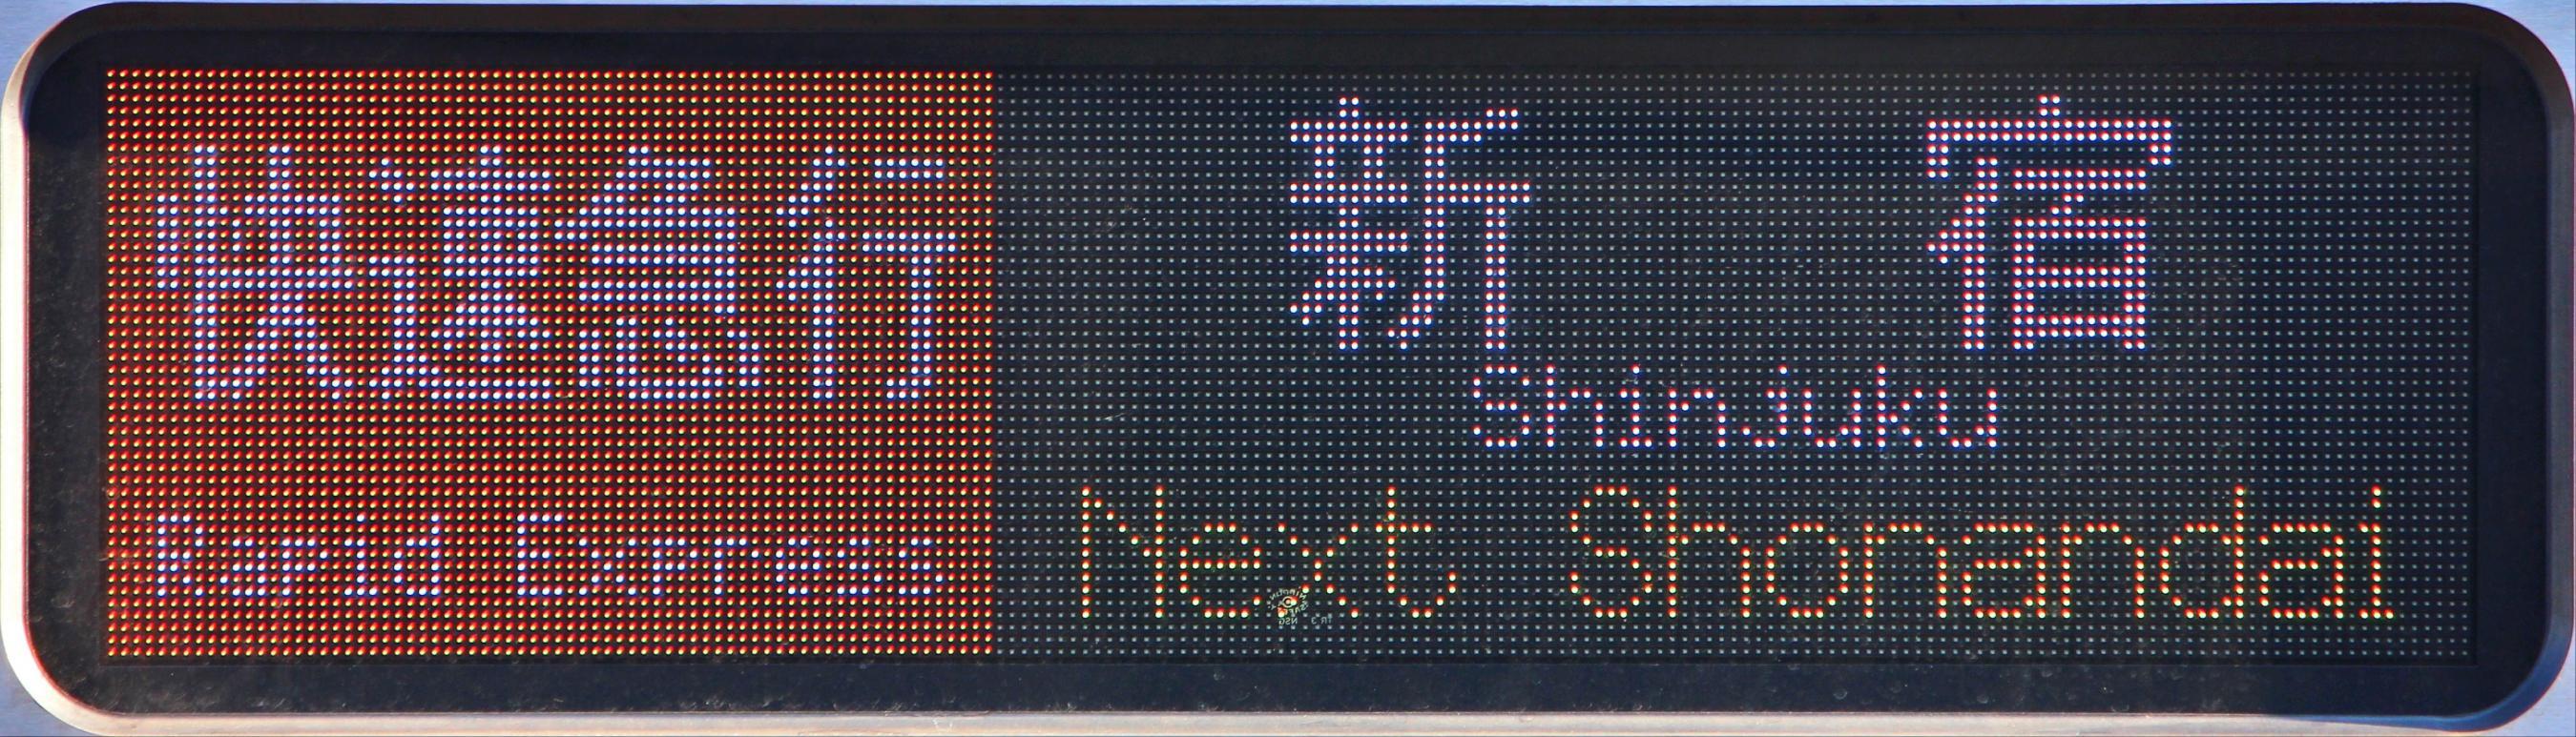 快速急行
Rapid Express
新宿
Shinjuku
Next Shonandai